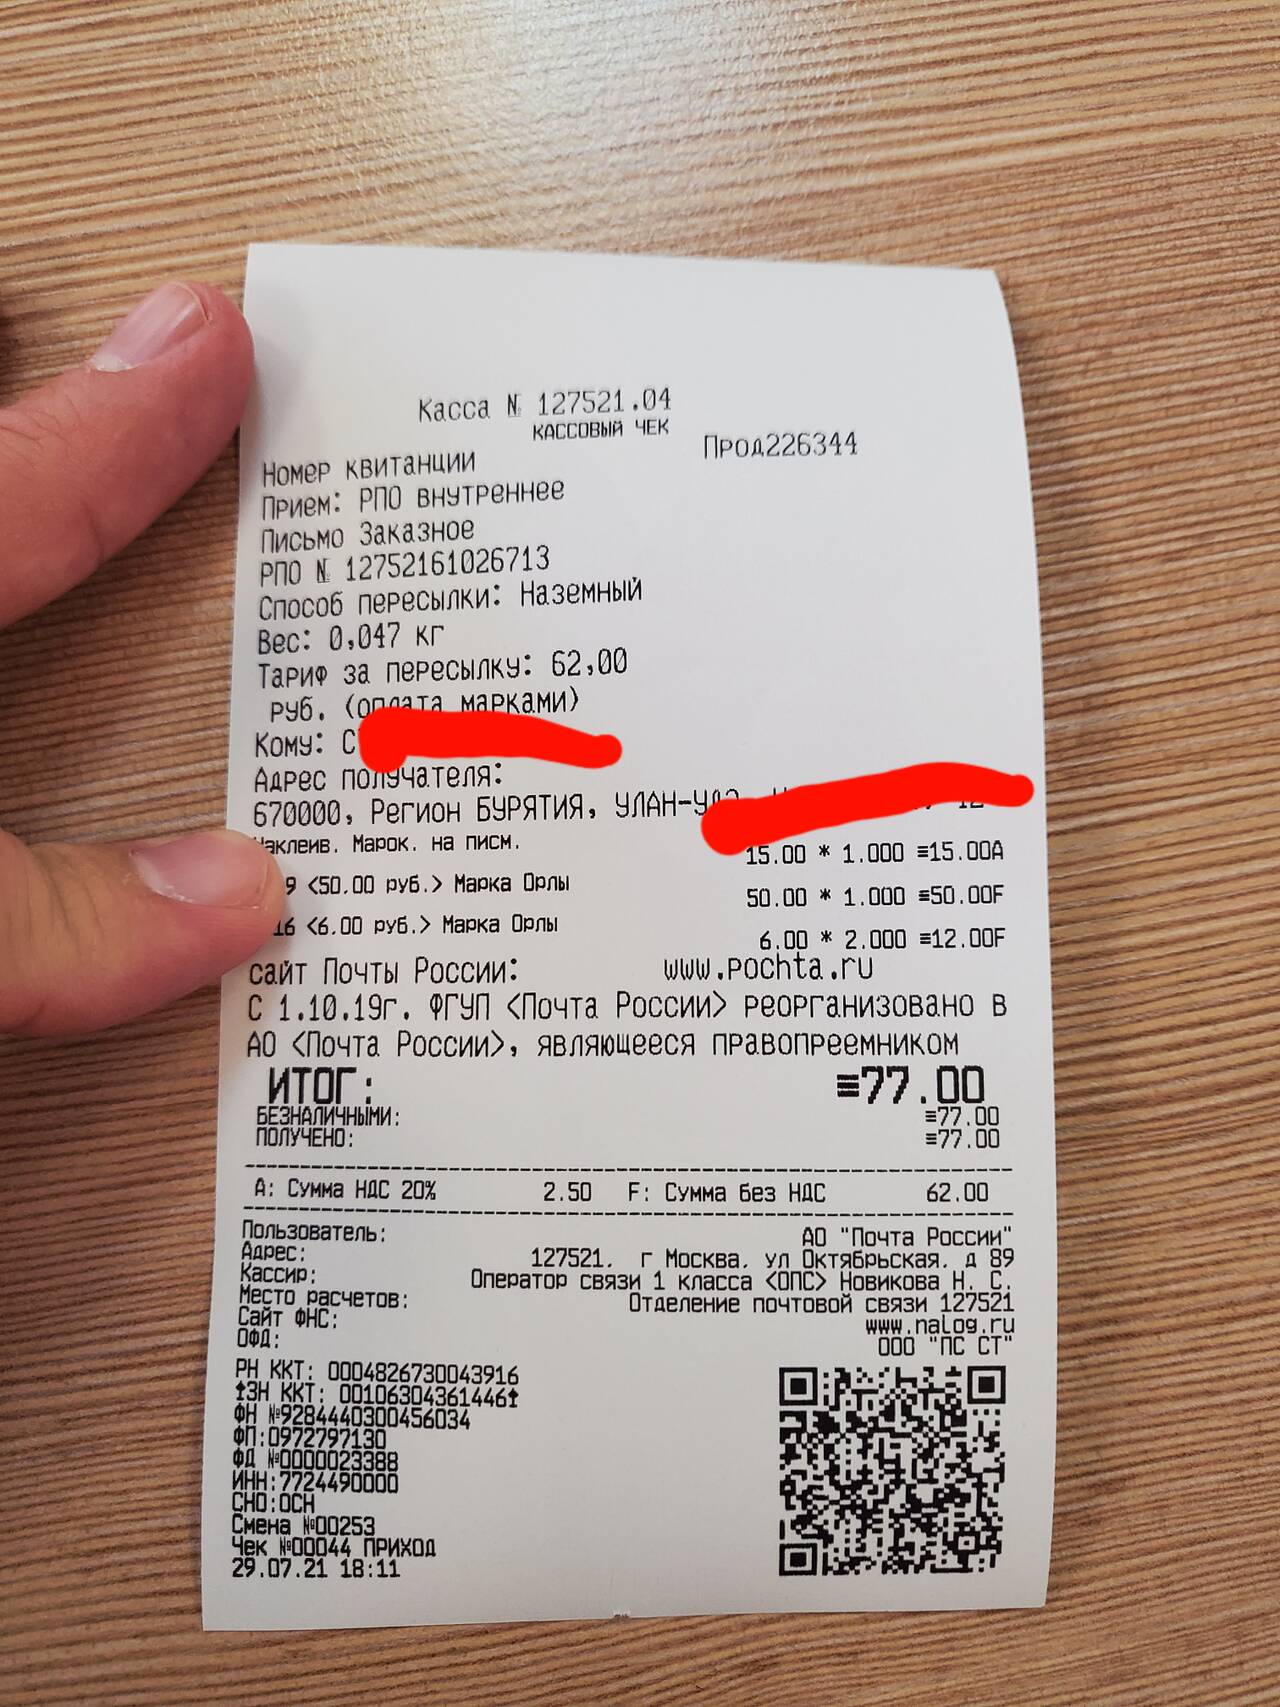 Касса № 127521.04
КАССОВЫЙ ЧЕК
Номер квитанции Прод226344
Прием: РПО внутреннее
Письмо Заказное
РПО № 12752161026713
Способ пересылки: Наземный
Вес: 0,047 кг
Тариф за пересылку: 62,00
руб. (оплата марками)
Кому: С
Адрес получателя:
670000, Регион БУРЯТИЯ, УЛАН-УДЭ
Наклеив. Марок. на писм.
15.00 * 1.000 ≡15.00А
9 <50.00 руб.> Марка Орлы
50.00 * 1.000 ≡50.00F
16 <6.00 руб.> Марка Орлы
6.00 * 2.000 ≡12.00F
сайт Почты России: www.pochta.ru
С 1.10.19г. ФГУП <Почта России> реорганизовано в
АО <Почта России>, являющееся правопреемником
ИТОГ: ≡77.00
БЕЗНАЛИЧНЫМИ: ≡77.00
ПОЛУЧЕНО: ≡77.00
А: Сумма НДС 20% 2.50 F: Сумма без НДС 62.00
Пользователь: АО "Почта России"
Адрес: 127521, г Москва, ул Октябрьская, д 89
Кассир: Оператор связи 1 класса <ОПС> Новикова Н. С.
Место расчетов: Отделение почтовой связи 127521
Сайт ФНС: www.nalog.ru
ОФД: ООО "ПС СТ"
РН ККТ: 0004826730043916
ЗН ККТ: 00106304361446
ФН №9284440300456034
ФП:0972797130
ФД №0000023388
ИНН:7724490000
СНО:ОСН
Смена №00253
Чек №00044 ПРИХОД
29.07.21 18:11